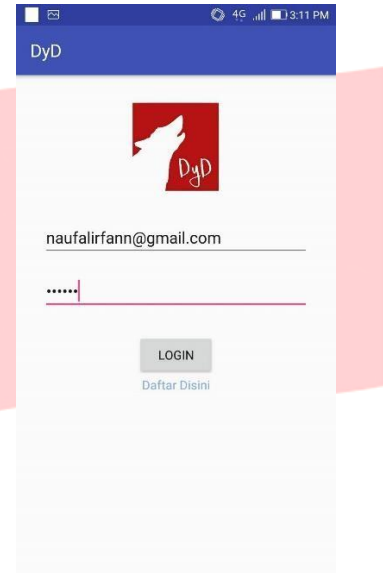 4G 3:11 PM
DyD
DyD
naufalirfann@gmail.com
••••••
LOGIN
Daftar Disini